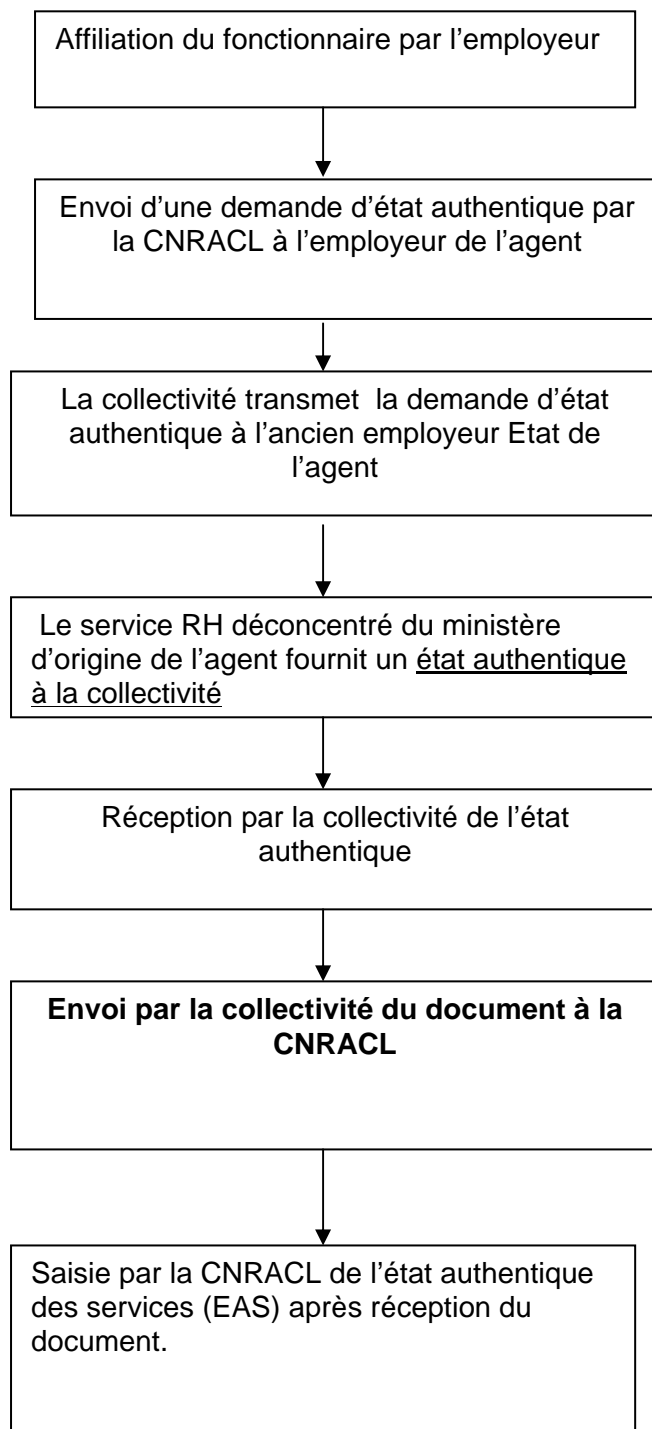 Affiliation du fonctionnaire par l’employeur
Envoi d’une demande d’état authentique par
la CNRACL à l’employeur de l’agent
La collectivité transmet la demande d’état
authentique à l’ancien employeur Etat de
l’agent
Le service RH déconcentré du ministère
d’origine de l’agent fournit un état authentique
à la collectivité
Réception par la collectivité de l’état
authentique
Envoi par la collectivité du document à la
CNRACL
Saisie par la CNRACL de l’état authentique
des services (EAS) après réception du
document.